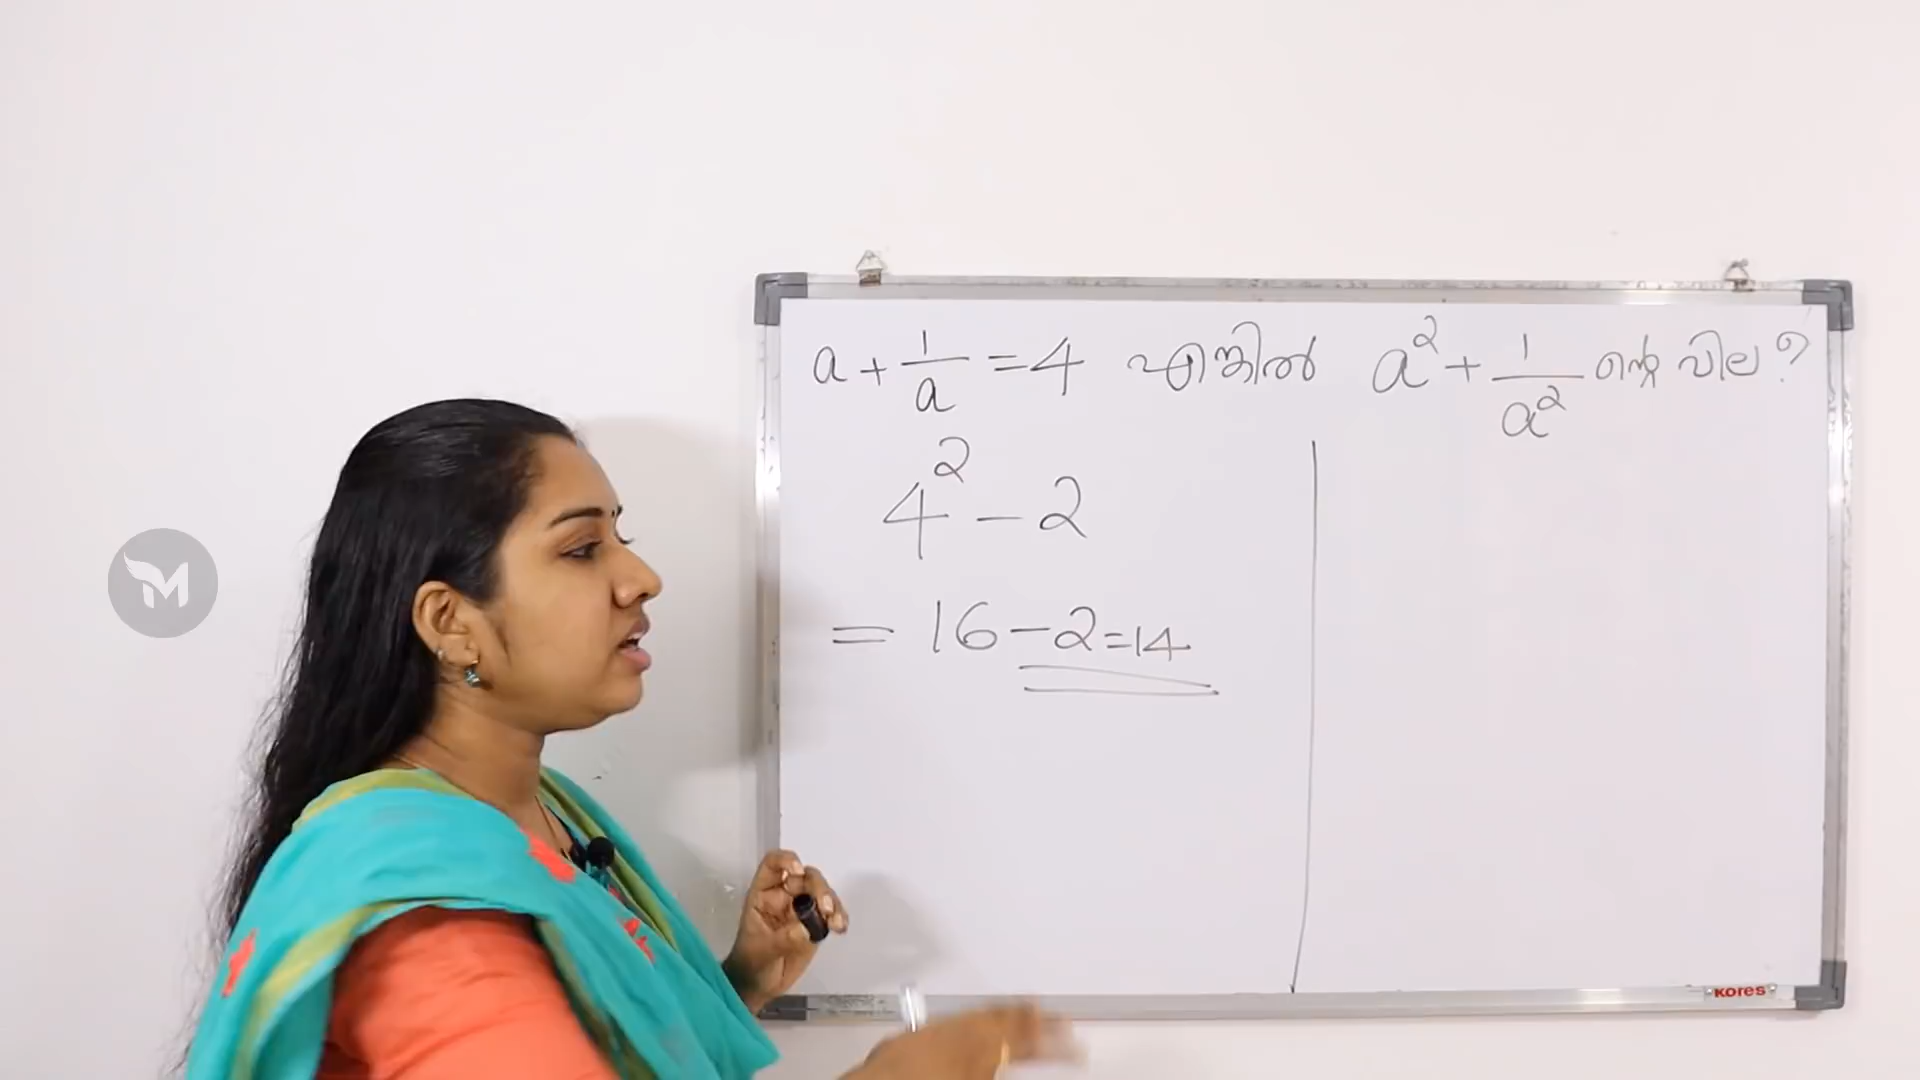 a + 1/a = 4 എങ്കിൽ a² + 1/a² ന്റെ വില ?
4² - 2
= 16 - 2 = 14
KORES
M